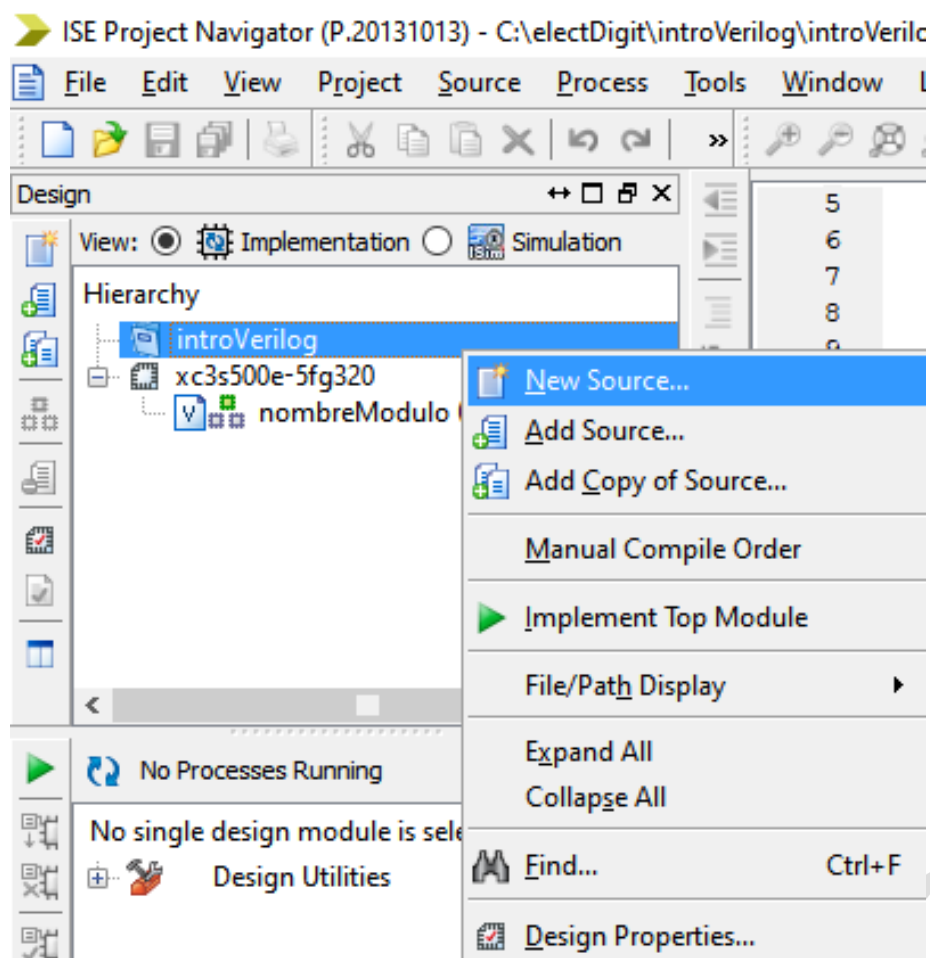 ISE Project Navigator (P.20131013) - C:\electDigit\introVerilog\introVerilo
File Edit View Project Source Process Tools Window
»
Design
View: Implementation Simulation
Hierarchy
introVerilog
xc3s500e-5fg320
nombreModulo (
5
6
7
8
9
New Source...
Add Source...
Add Copy of Source...
Manual Compile Order
Implement Top Module
File/Path Display
Expand All
Collapse All
Find... Ctrl+F
Design Properties...
No Processes Running
No single design module is sele
Design Utilities